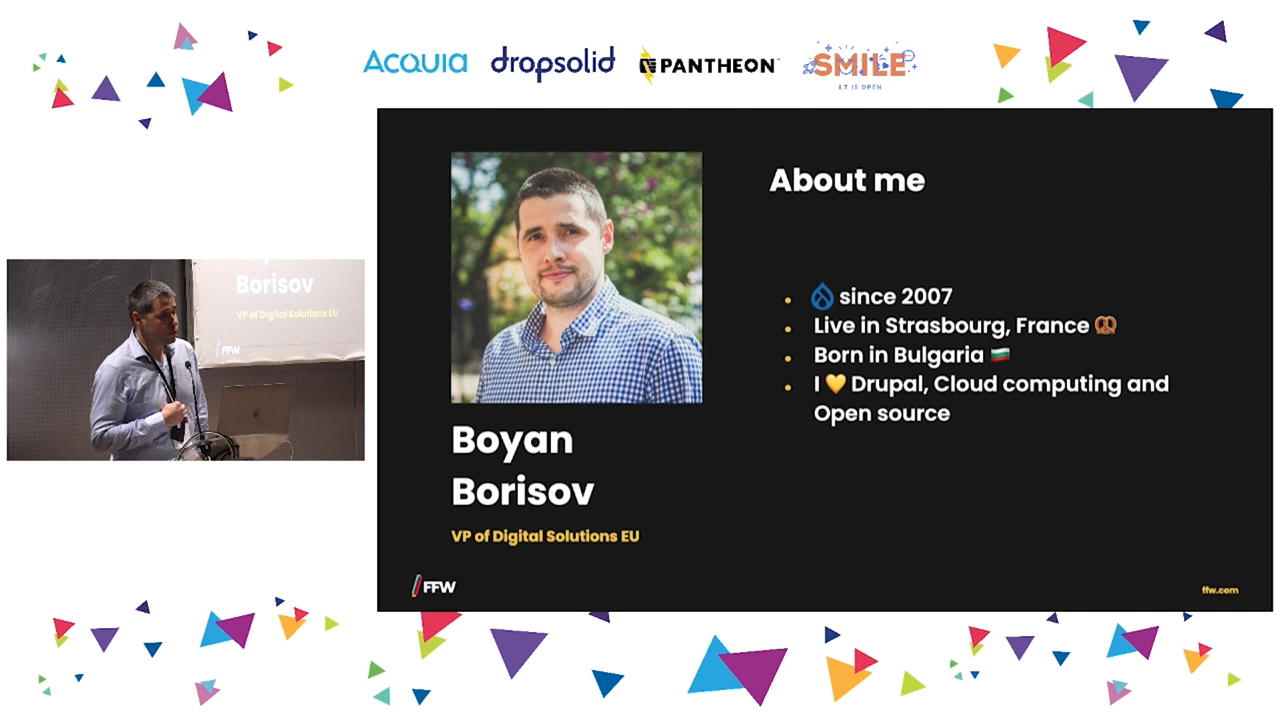 ACQUIA
dropsolid
PANTHEON
SMILE
I.T IS OPEN
About me
since 2007
Live in Strasbourg, France 🥨
Born in Bulgaria 🇧🇬
I 💛 Drupal, Cloud computing and
Open source
Boyan
Borisov
VP of Digital Solutions EU
FFW
ffw.com
Borisov
VP of Digital Solutions EU
FFW